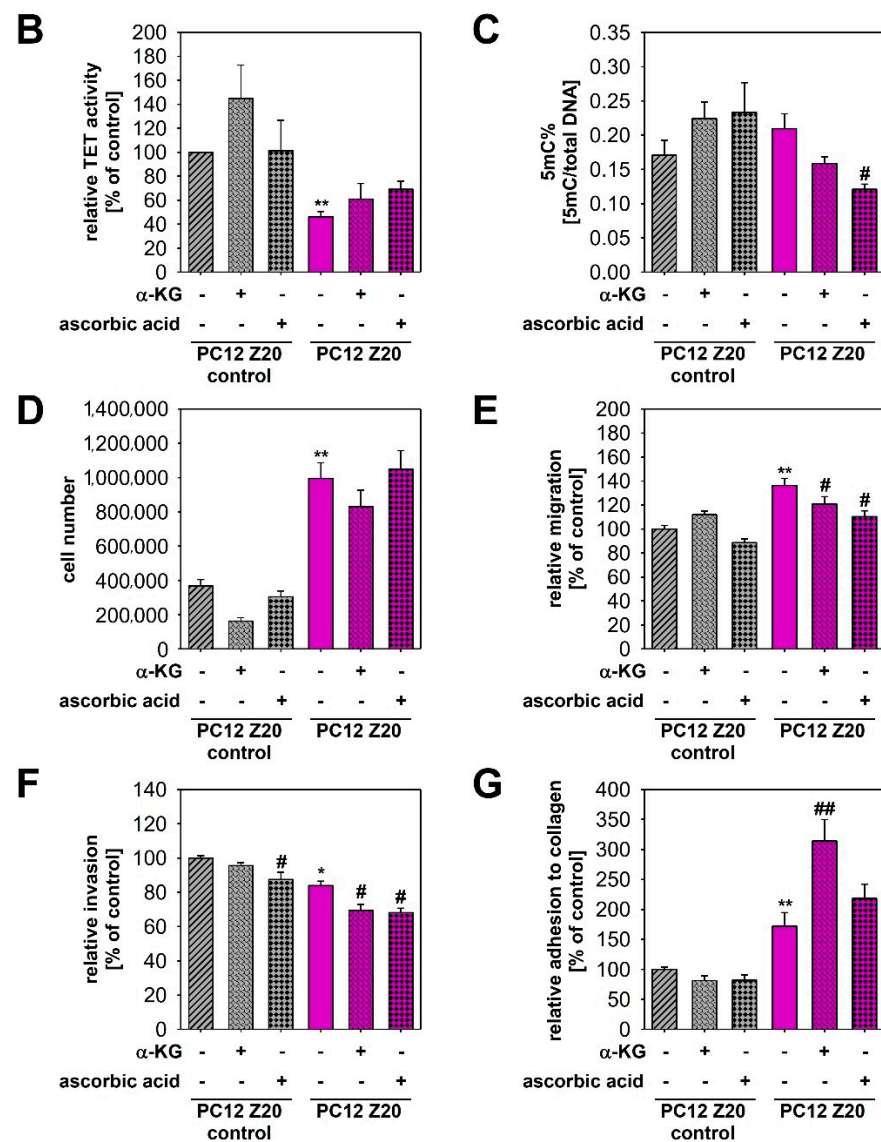 B
relative TET activity
[% of control]
200
180
160
140
120
100
80
60
40
20
0
**
α-KG - + - - + -
ascorbic acid - - + - - +
PC12 Z20 PC12 Z20
control
C
5mC%
[5mC/total DNA]
0.35
0.30
0.25
0.20
0.15
0.10
0.05
0.00
#
α-KG - + - - + -
ascorbic acid - - + - - +
PC12 Z20 PC12 Z20
control
D
cell number
1,400.000
1,200.000
1,000.000
800.000
600.000
400.000
200.000
0
**
α-KG - + - - + -
ascorbic acid - - + - - +
PC12 Z20 PC12 Z20
control
E
relative migration
[% of control]
200
180
160
140
120
100
80
60
40
20
0
** # #
α-KG - + - - + -
ascorbic acid - - + - - +
PC12 Z20 PC12 Z20
control
F
relative invasion
[% of control]
140
120
100
80
60
40
20
0
# * # #
α-KG - + - - + -
ascorbic acid - - + - - +
PC12 Z20 PC12 Z20
control
G
relative adhesion to collagen
[% of control]
400
350
300
250
200
150
100
50
0
** ##
α-KG - + - - + -
ascorbic acid - - + - - +
PC12 Z20 PC12 Z20
control